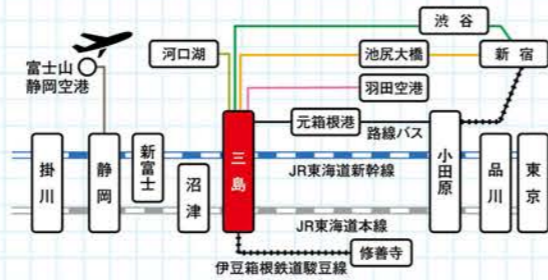 渋谷
河口湖
池尻大橋
新宿
富士山
静岡空港
羽田空港
元箱根港
路線バス
掛川
静岡
新富士
沼津
三島
小田原
品川
東京
JR東海道新幹線
JR東海道本線
修善寺
伊豆箱根鉄道駿豆線